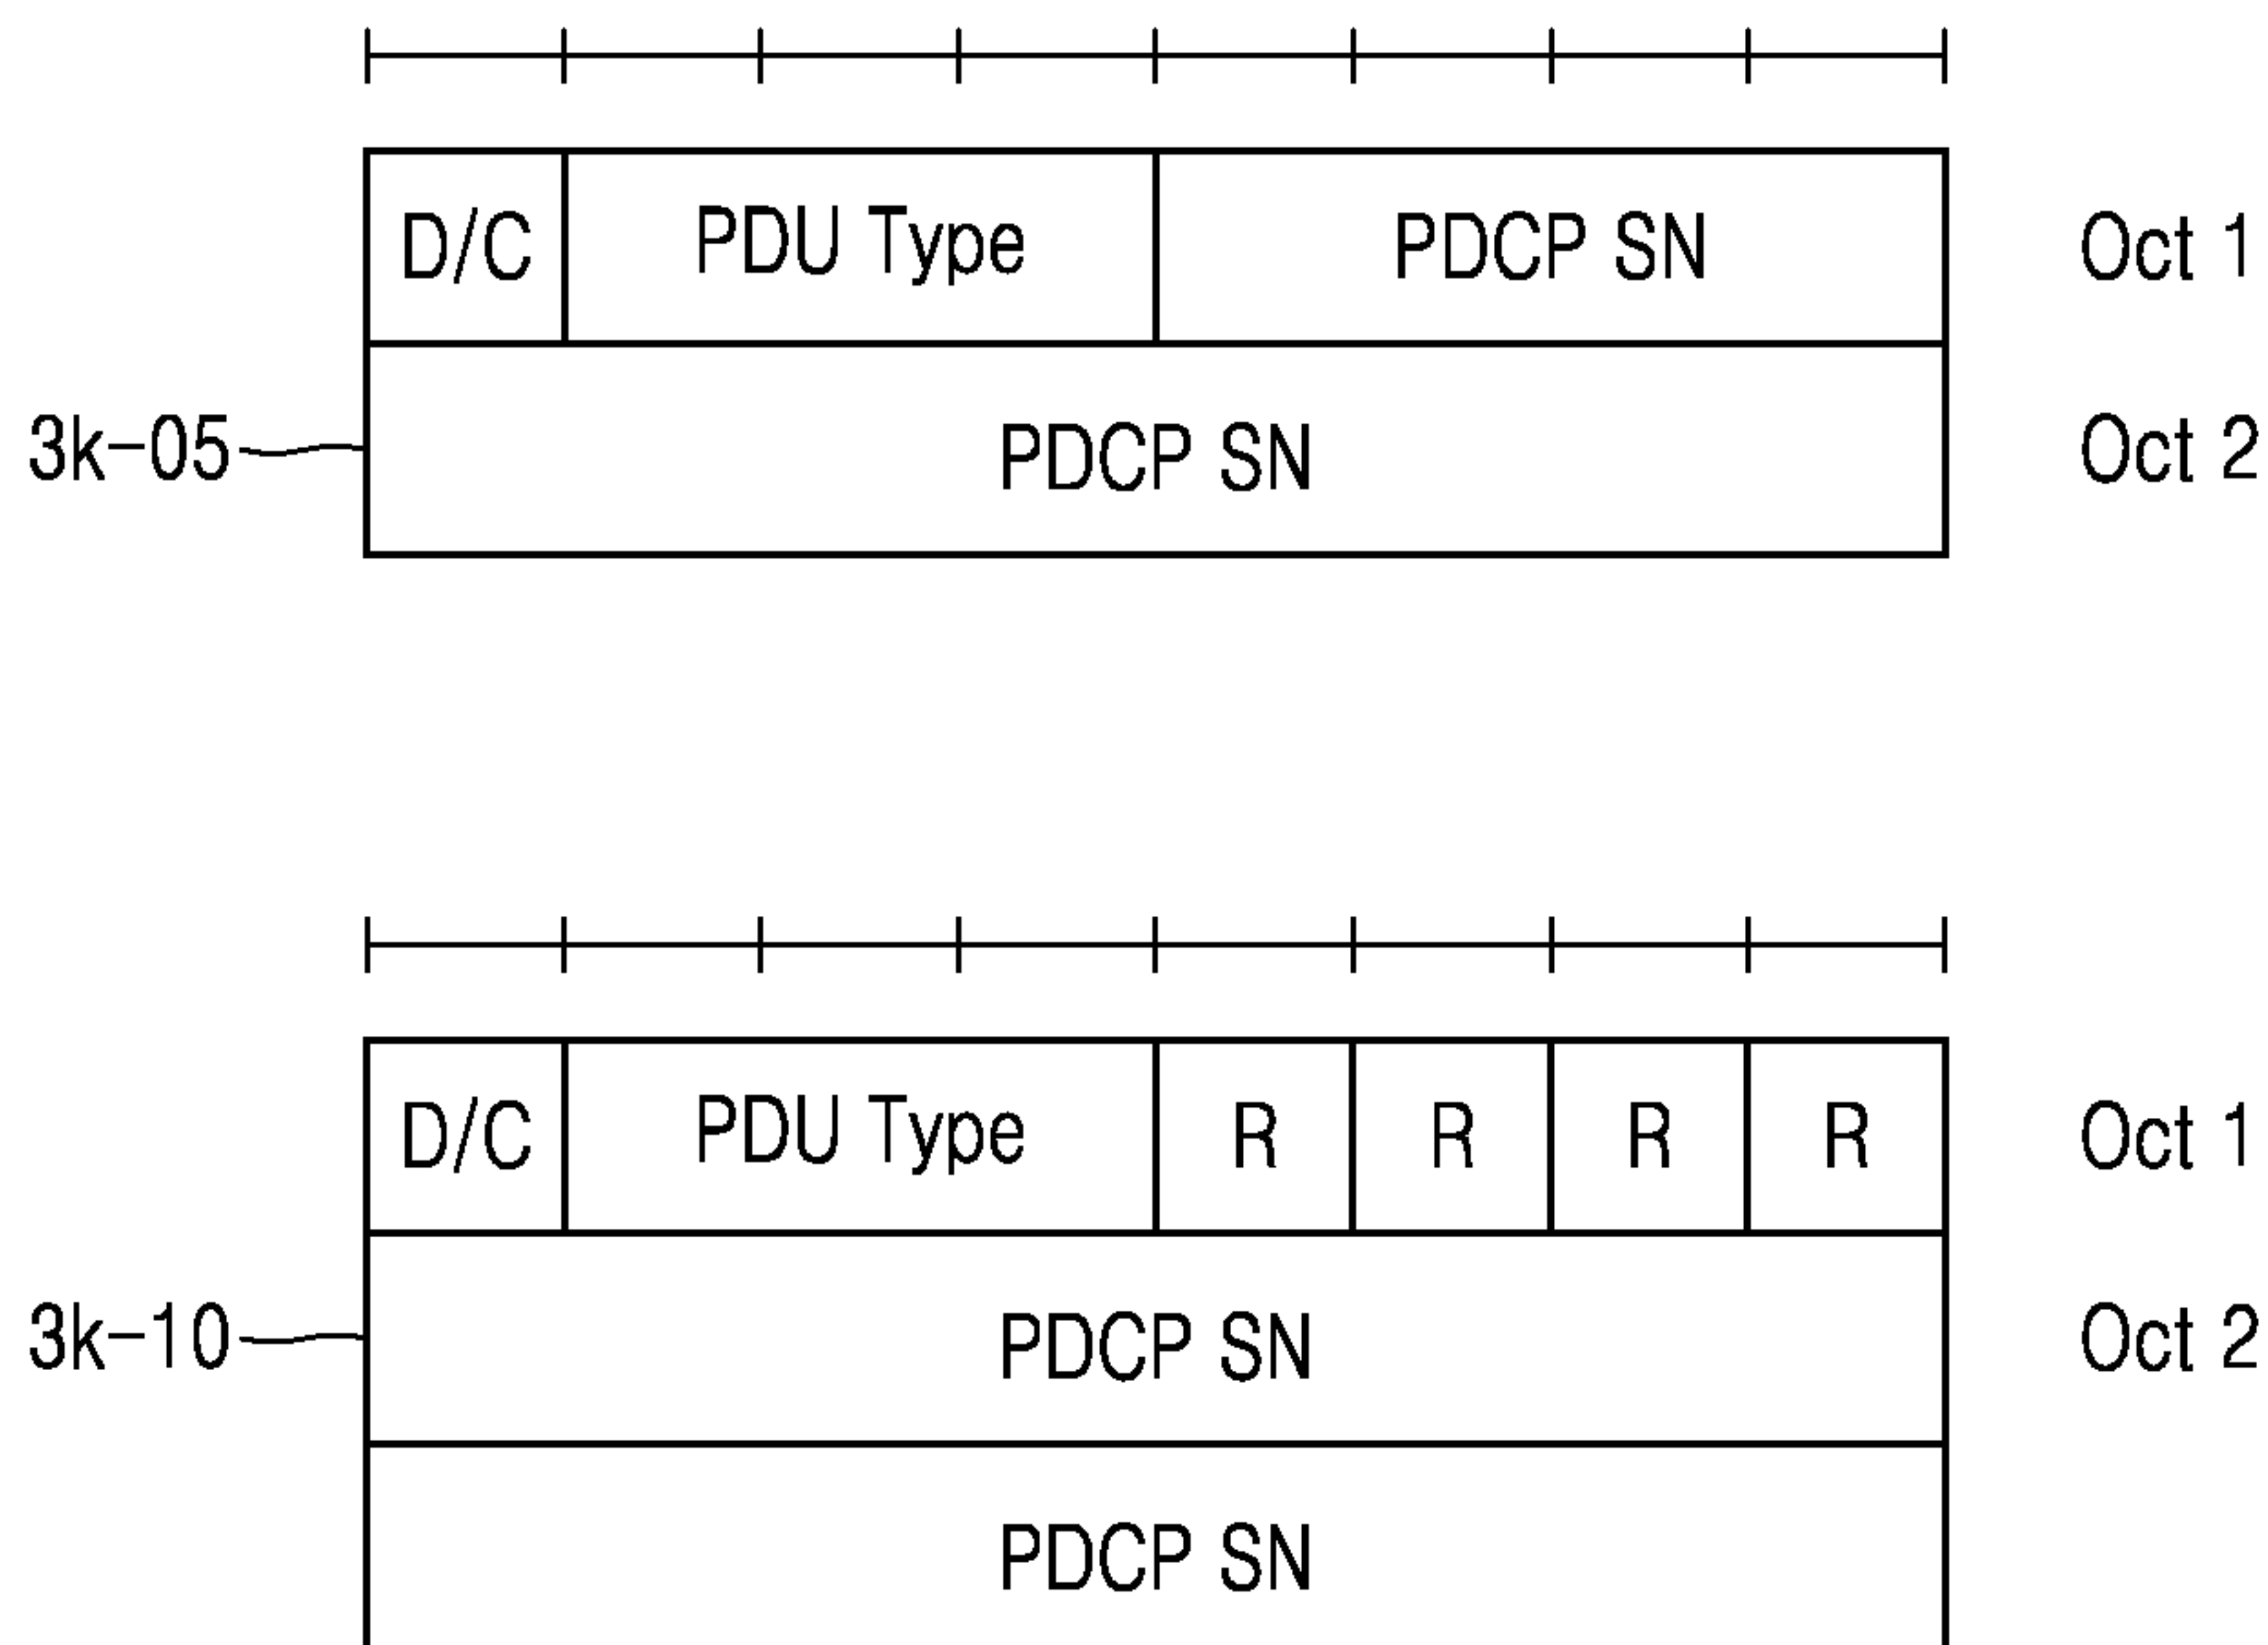 D/C PDU Type PDCP SN Oct 1
3k-05 PDCP SN Oct 2
D/C PDU Type R R R R Oct 1
3k-10 PDCP SN Oct 2
PDCP SN